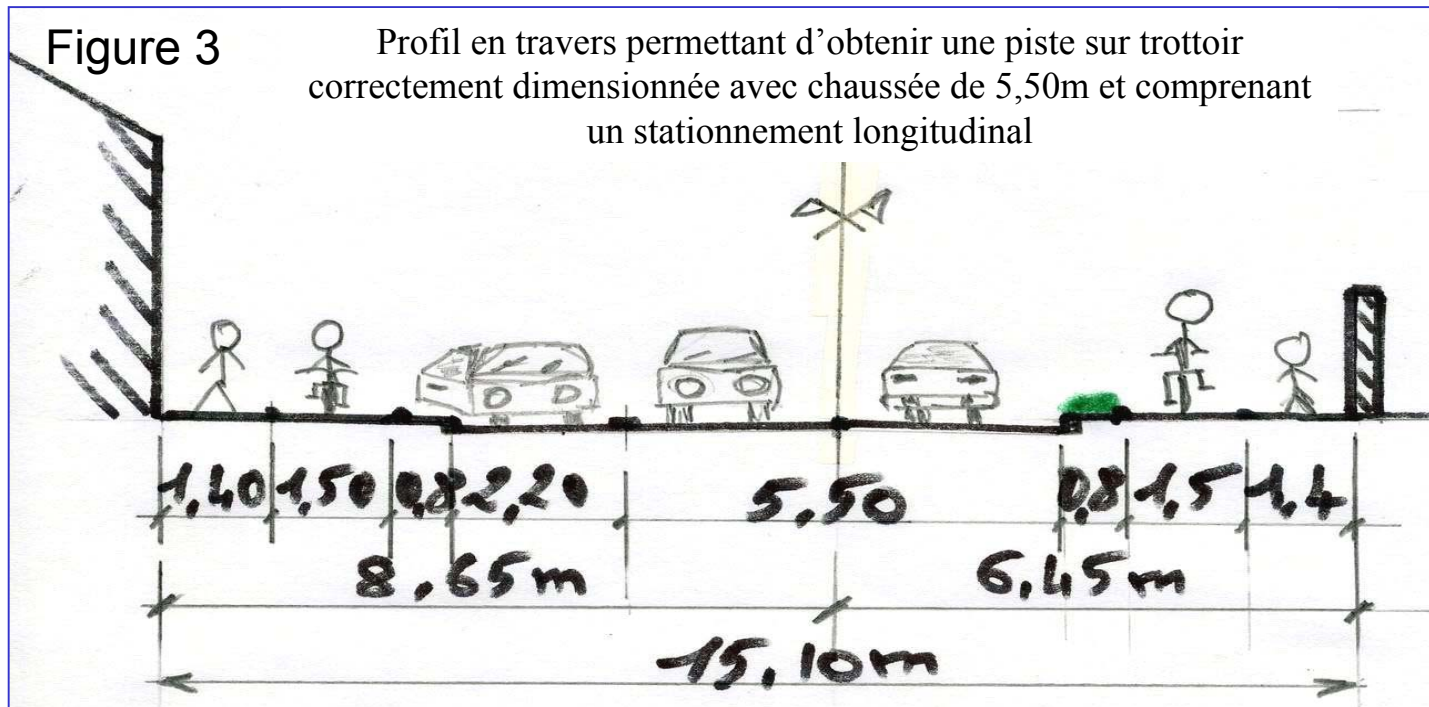 Figure 3
Profil en travers permettant d’obtenir une piste sur trottoir
correctement dimensionnée avec chaussée de 5,50m et comprenant
un stationnement longitudinal
1,40 1,50 0,8 2,20 5,50 0,8 1,5 1,4
8,65m 6,45m
15,10m